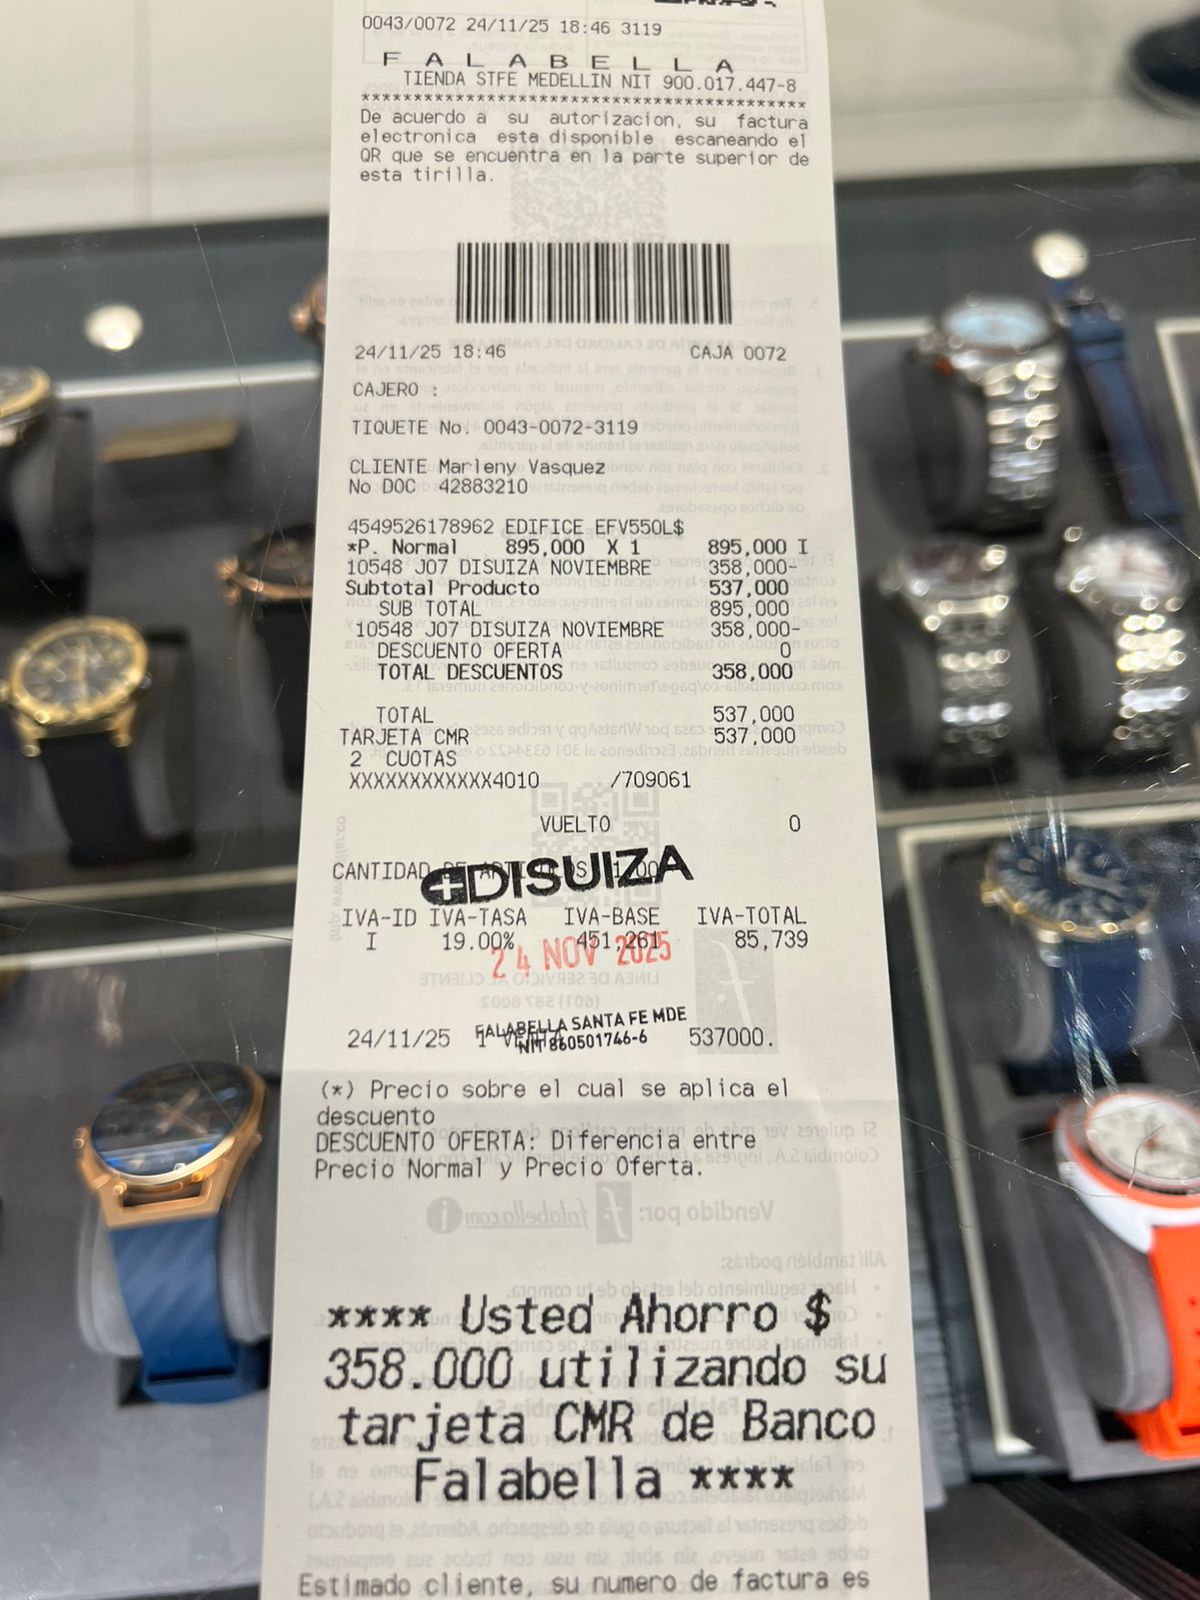 0043/0072 24/11/25 18:46 3119
F A L A B E L L A
TIENDA STFE MEDELLIN NIT 900.017.447-8
******************************************
De acuerdo a su autorizacion, su factura
electronica esta disponible escaneando el
QR que se encuentra en la parte superior de
esta tirilla.
24/11/25 18:46 CAJA 0072
CAJERO :
TIQUETE No. 0043-0072-3119
CLIENTE Marleny Vasquez
No DOC 42883210
4549526178962 EDIFICE EFV550L$
*P. Normal 895,000 X 1 895,000 I
10548 J07 DISUIZA NOVIEMBRE 358,000-
Subtotal Producto 537,000
SUB TOTAL 895,000
10548 J07 DISUIZA NOVIEMBRE 358,000-
DESCUENTO OFERTA 0
TOTAL DESCUENTOS 358,000
TOTAL 537,000
TARJETA CMR 537,000
2 CUOTAS
XXXXXXXXXXXX4010 /709061
VUELTO 0
CANTIDAD
DISUIZA
IVA-ID IVA-TASA IVA-BASE IVA-TOTAL
I 19.00% 451,261 85,739
24 NOV 2025
FALABELLA SANTA FE MDE
NIT 860501746-6
24/11/25 1 VENTA 537000.
(*) Precio sobre el cual se aplica el
descuento
DESCUENTO OFERTA: Diferencia entre
Precio Normal y Precio Oferta.
**** Usted Ahorro $
358.000 utilizando su
tarjeta CMR de Banco
Falabella ****
Estimado cliente, su numero de factura es